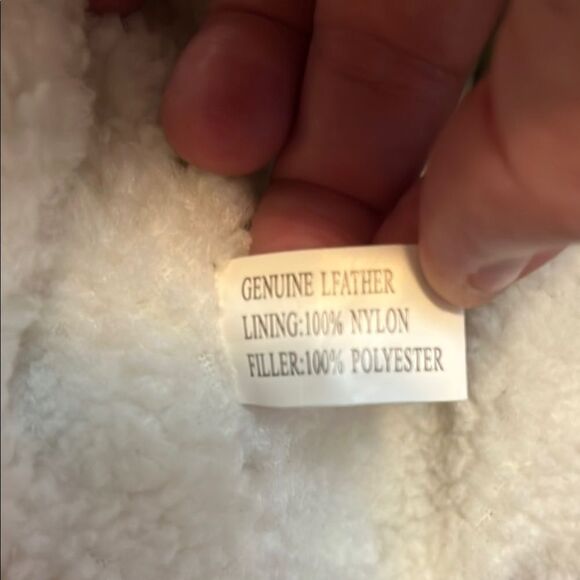 GENUINE LFATHER
LINING:100% NYLON
FILLER:100% POLYESTER